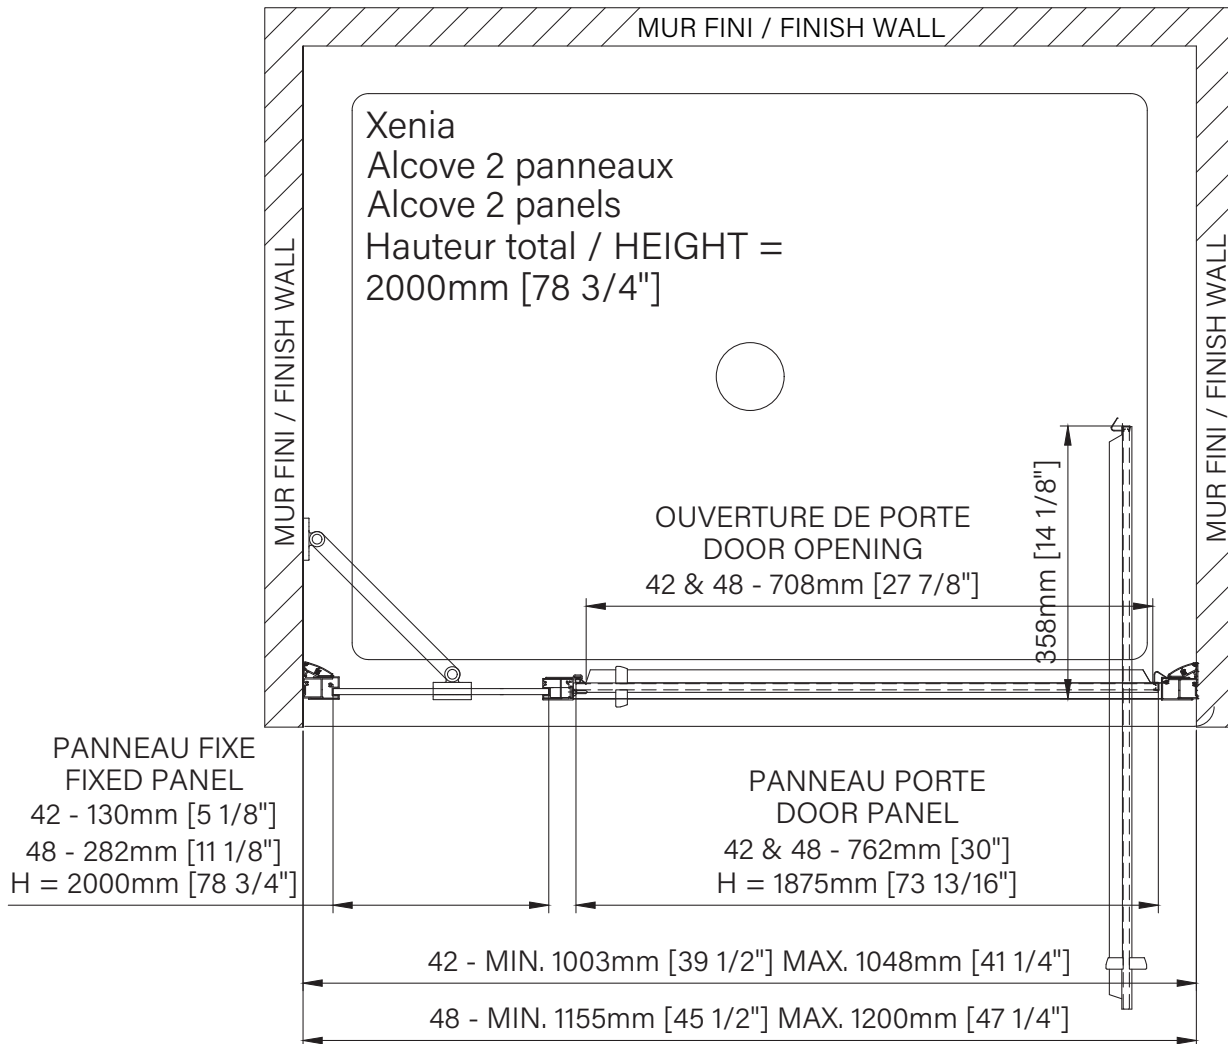 MUR FINI / FINISH WALL
Xenia
Alcove 2 panneaux
Alcove 2 panels
Hauteur total / HEIGHT =
2000mm [78 3/4"]
MUR FINI / FINISH WALL
MUR FINI / FINISH WALL
OUVERTURE DE PORTE
DOOR OPENING
42 & 48 - 708mm [27 7/8"]
358mm [14 1/8"]
PANNEAU FIXE
FIXED PANEL
42 - 130mm [5 1/8"]
48 - 282mm [11 1/8"]
H = 2000mm [78 3/4"]
PANNEAU PORTE
DOOR PANEL
42 & 48 - 762mm [30"]
H = 1875mm [73 13/16"]
42 - MIN. 1003mm [39 1/2"] MAX. 1048mm [41 1/4"]
48 - MIN. 1155mm [45 1/2"] MAX. 1200mm [47 1/4"]